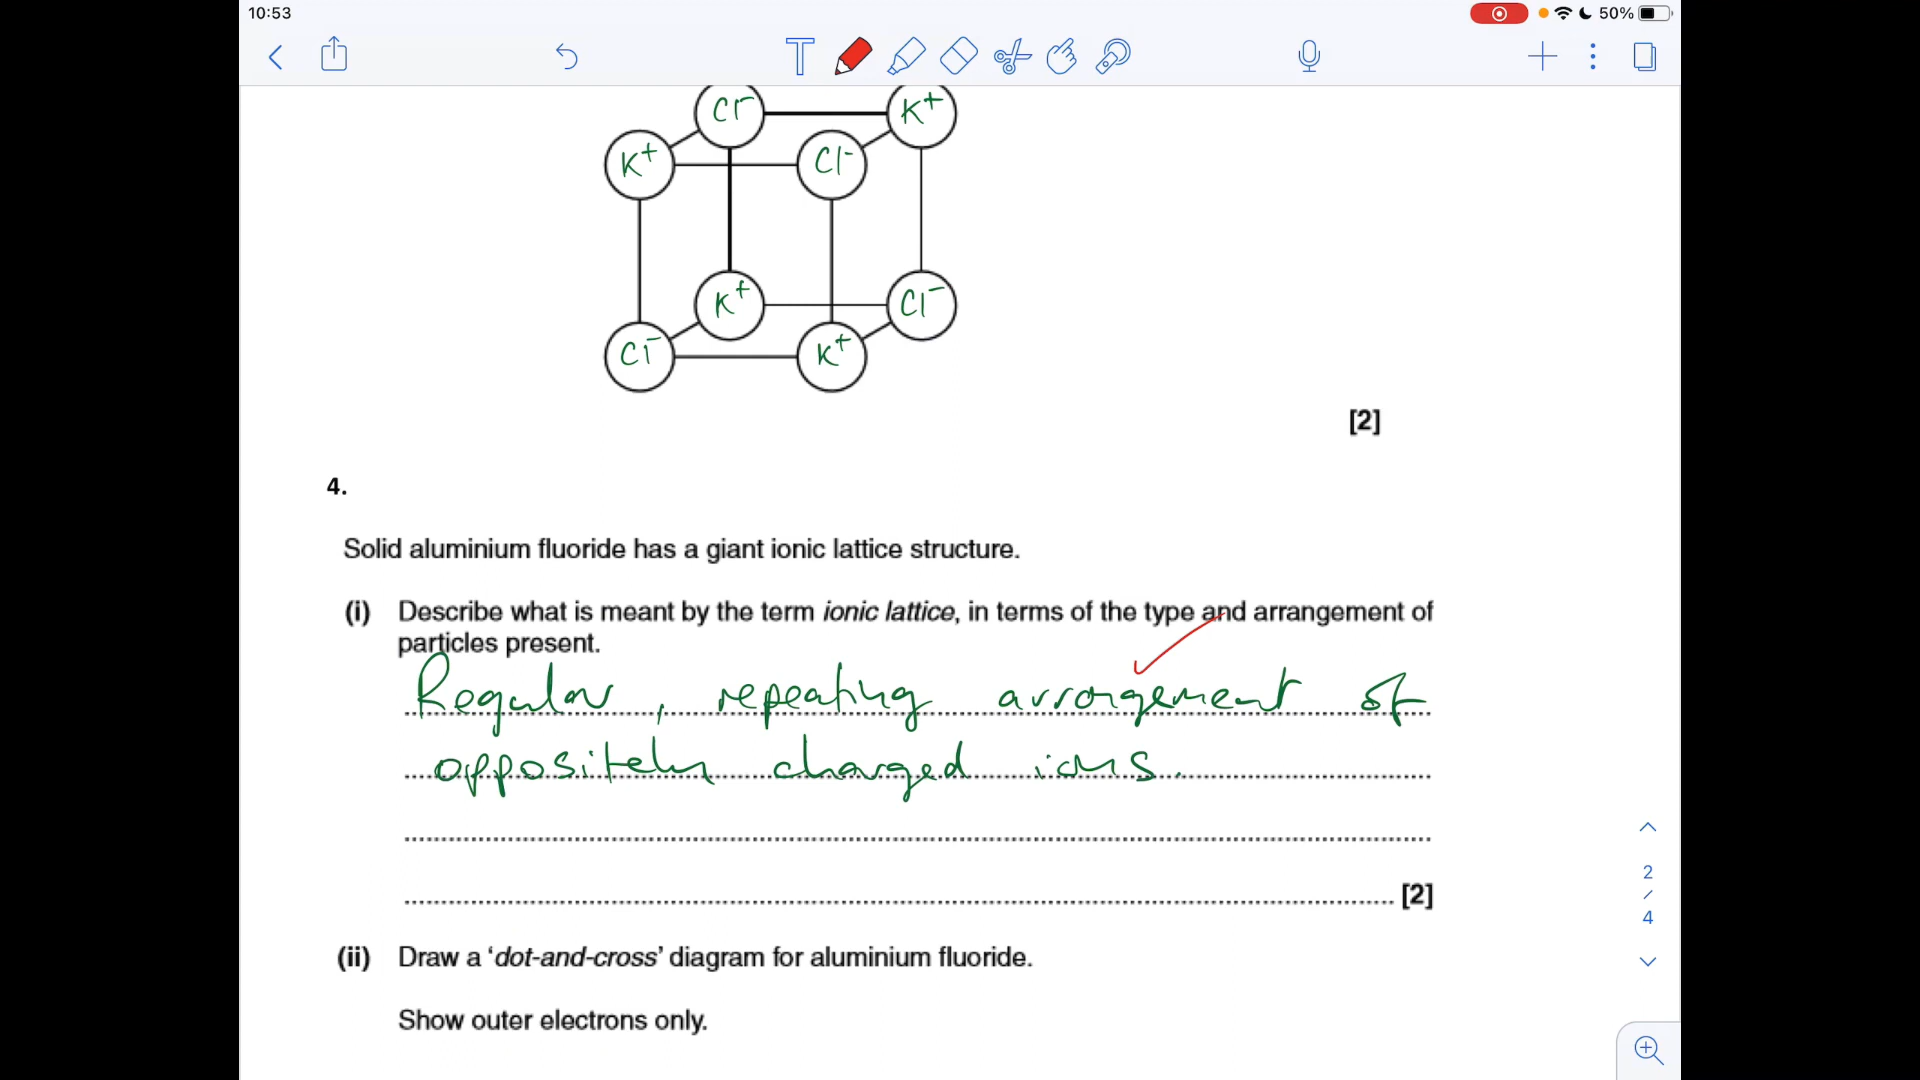 10:53
50%
Cl⁻ K⁺
K⁺ Cl⁻
K⁺ Cl⁻
Cl⁻ K⁺
[2]
4.
Solid aluminium fluoride has a giant ionic lattice structure.
(i) Describe what is meant by the term ionic lattice, in terms of the type and arrangement of
particles present.
Regular, repeating arrangement of
oppositely charged ions.
[2]
(ii) Draw a ‘dot-and-cross’ diagram for aluminium fluoride.
Show outer electrons only.
2
/
4